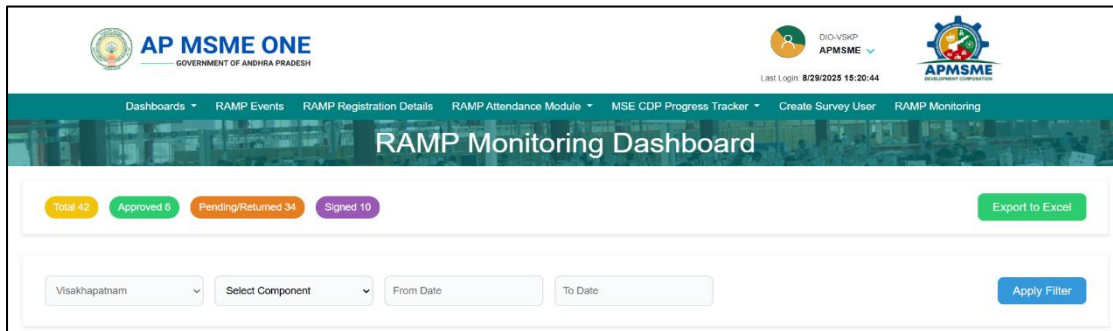 AP MSME ONE
GOVERNMENT OF ANDHRA PRADESH
DIO-VSKP
APMSME
Last Login: 8/29/2025 15:20:44
APMSME
DEVELOPMENT CORPORATION
Dashboards RAMP Events RAMP Registration Details RAMP Attendance Module MSE CDP Progress Tracker Create Survey User RAMP Monitoring
RAMP Monitoring Dashboard
Total 42 Approved 6 Pending/Returned 34 Signed 10 Export to Excel
Visakhapatnam Select Component From Date To Date Apply Filter